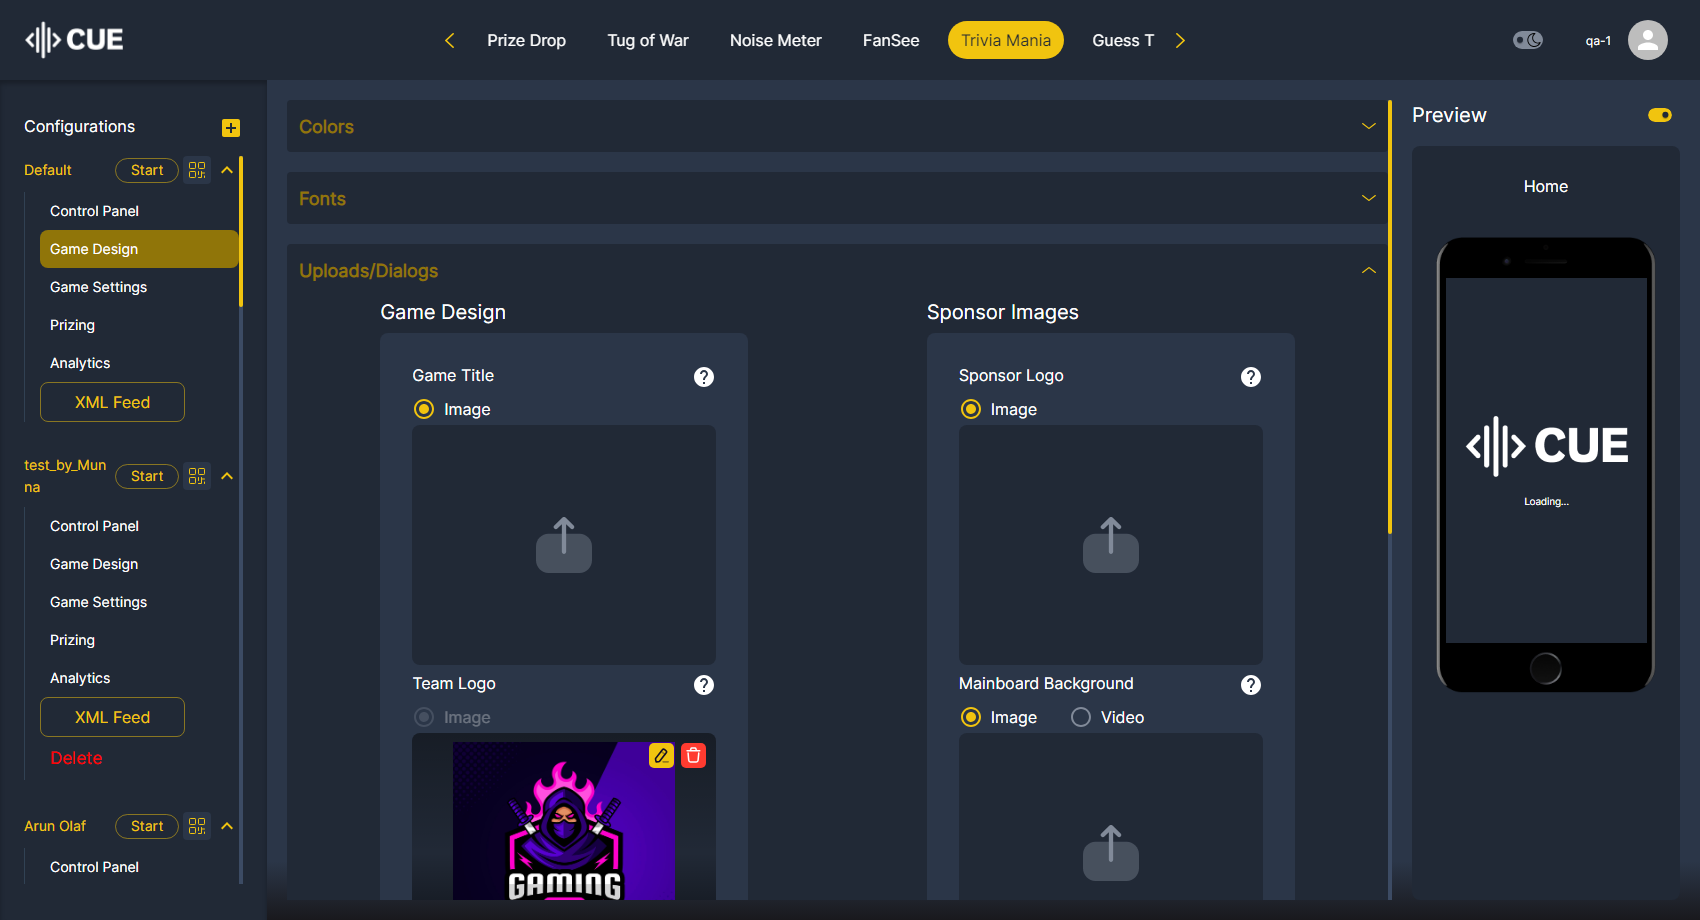 CUE
Prize Drop
Tug of War
Noise Meter
FanSee
Trivia Mania
Guess T
qa-1
Configurations
Default
Start
Control Panel
Game Design
Game Settings
Prizing
Analytics
XML Feed
test_by_Mun
na
Start
Control Panel
Game Design
Game Settings
Prizing
Analytics
XML Feed
Delete
Arun Olaf
Start
Control Panel
Colors
Fonts
Uploads/Dialogs
Game Design
Game Title
?
Image
Team Logo
?
Image
GAMING
Sponsor Images
Sponsor Logo
?
Image
Mainboard Background
?
Image
Video
Preview
Home
CUE
Loading...